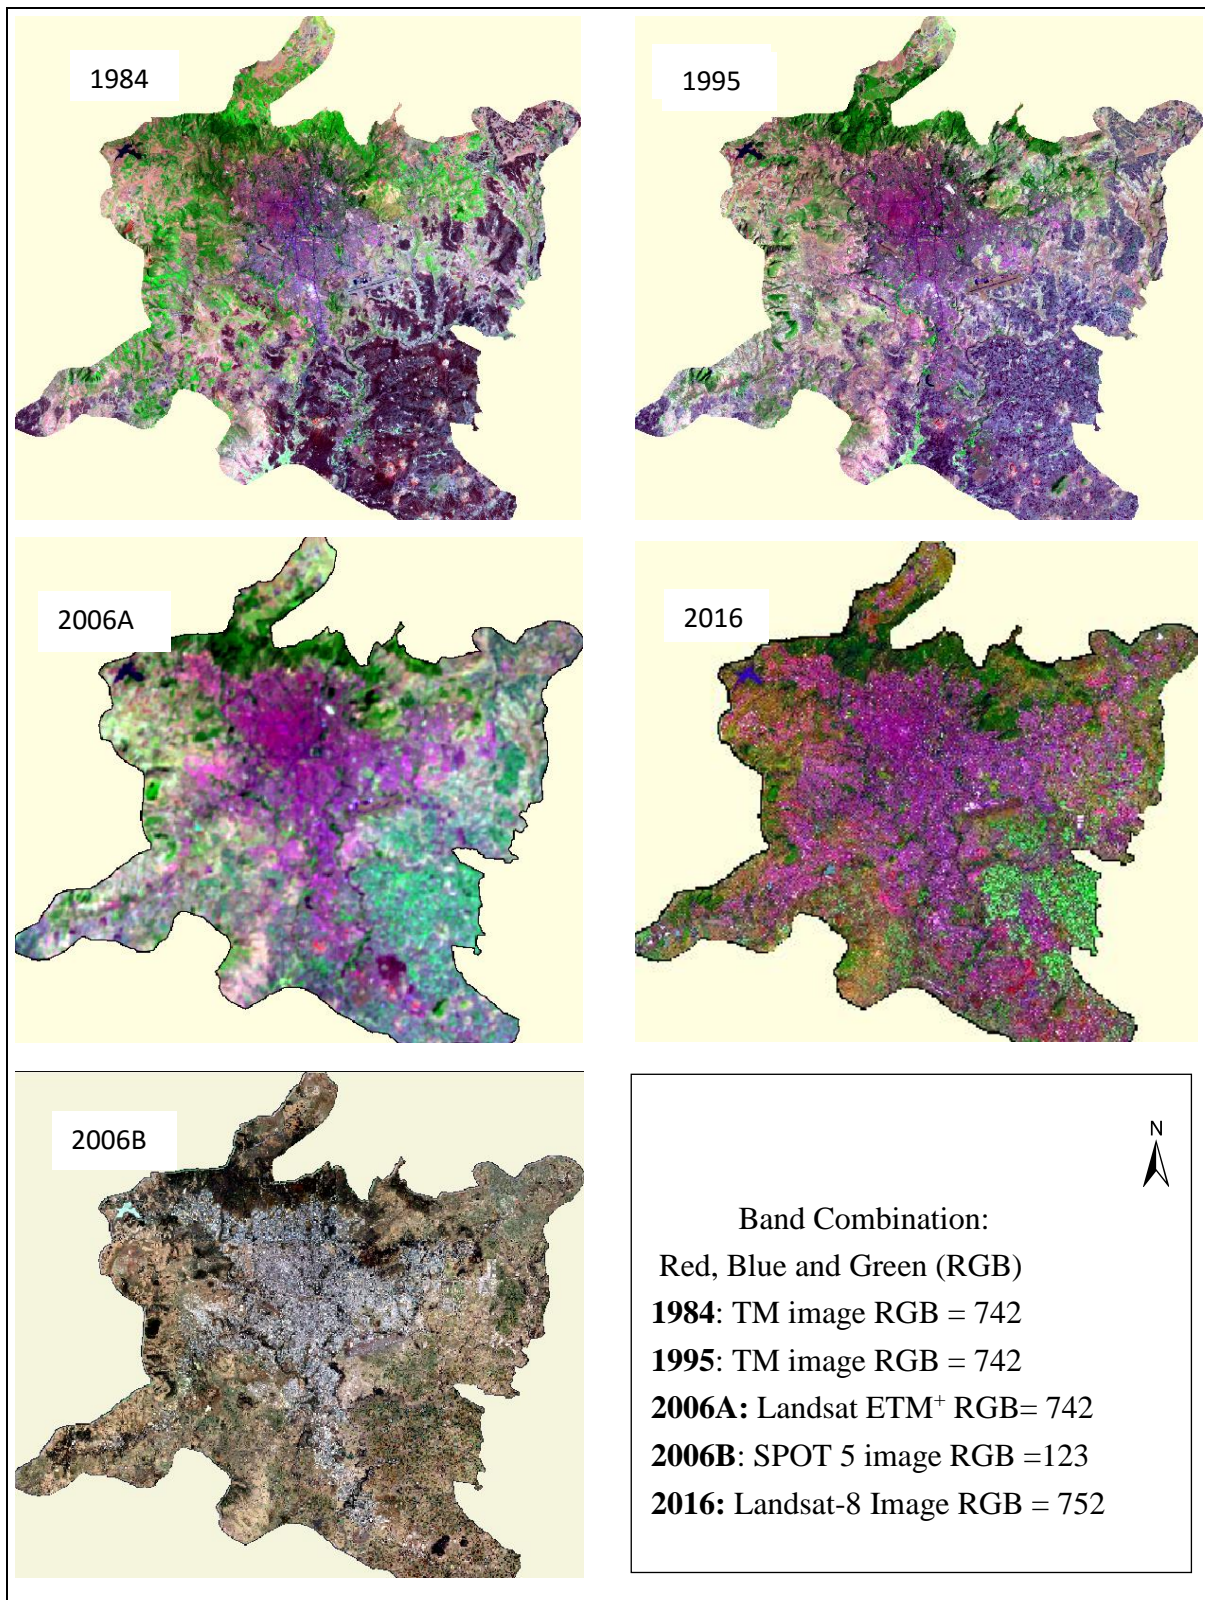 1984
1995
2006A
2016
2006B
N
Band Combination:
Red, Blue and Green (RGB)
1984: TM image RGB = 742
1995: TM image RGB = 742
2006A: Landsat ETM⁺ RGB= 742
2006B: SPOT 5 image RGB =123
2016: Landsat-8 Image RGB = 752